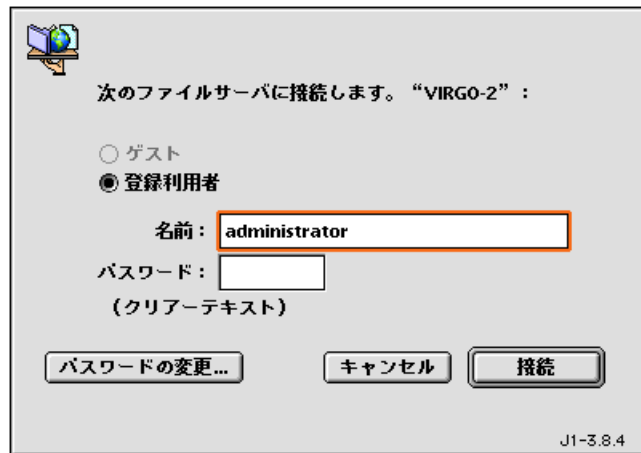 次のファイルサーバに接続します。“VIRGO-2”：
ゲスト
登録利用者
名前： administrator
パスワード：
（クリアーテキスト）
パスワードの変更... キャンセル 接続
J1-3.8.4